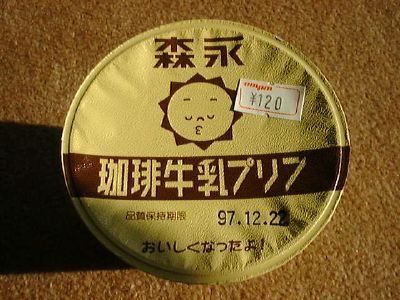 森永
ampm
¥120
珈琲牛乳プリン
品質保持期限
97.12.22
おいしくなったよ!